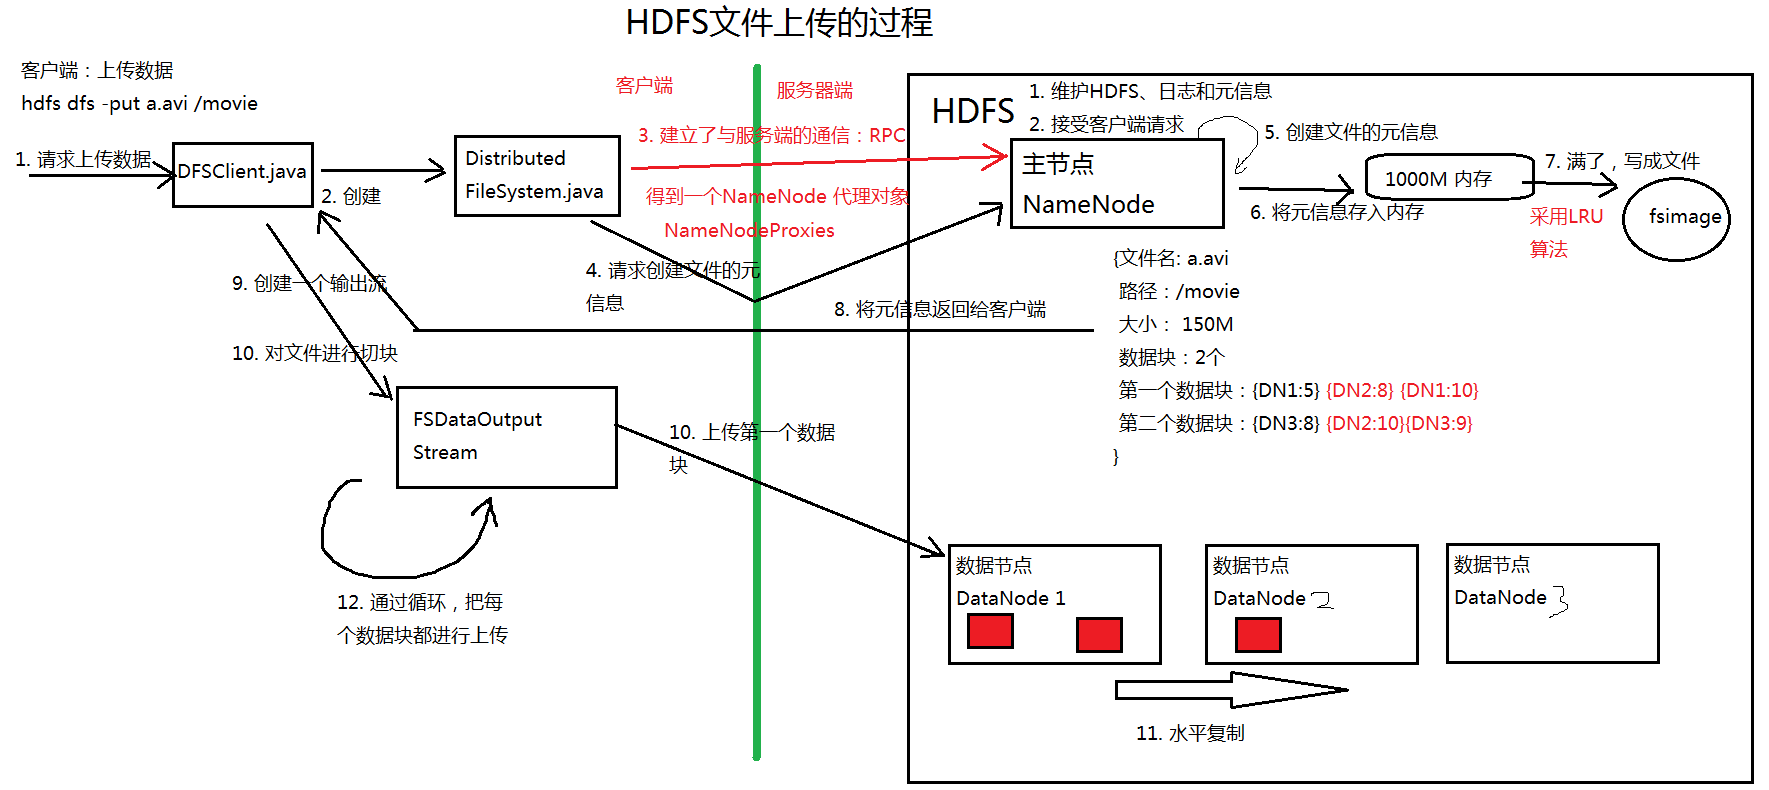 HDFS文件上传的过程
客户端：上传数据
hdfs dfs -put a.avi /movie
客户端
服务器端
1. 请求上传数据
DFSClient.java
2. 创建
Distributed
FileSystem.java
3. 建立了与服务端的通信：RPC
得到一个NameNode 代理对象
NameNodeProxies
4. 请求创建文件的元
信息
HDFS
1. 维护HDFS、日志和元信息
2. 接受客户端请求
主节点
NameNode
5. 创建文件的元信息
6. 将元信息存入内存
1000M 内存
7. 满了，写成文件
采用LRU
算法
fsimage
{文件名: a.avi
路径：/movie
大小： 150M
数据块：2个
第一个数据块：{DN1:5} {DN2:8} {DN1:10}
第二个数据块：{DN3:8} {DN2:10}{DN3:9}
}
8. 将元信息返回给客户端
9. 创建一个输出流
10. 对文件进行切块
FSDataOutput
Stream
10. 上传第一个数据
块
12. 通过循环，把每
个数据块都进行上传
数据节点
DataNode 1
数据节点
DataNode 2
数据节点
DataNode 3
11. 水平复制